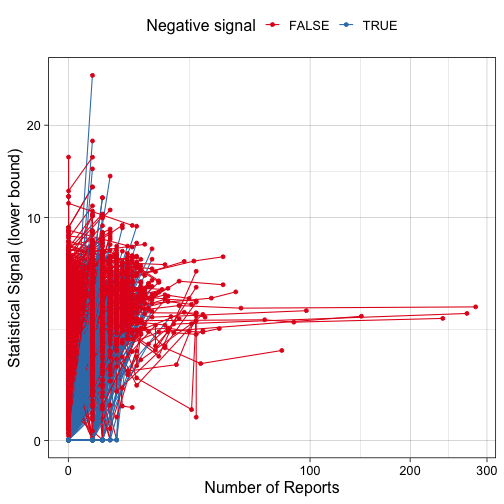 Negative signal FALSE TRUE
20
10
0
Statistical Signal (lower bound)
0 100 200 300
Number of Reports